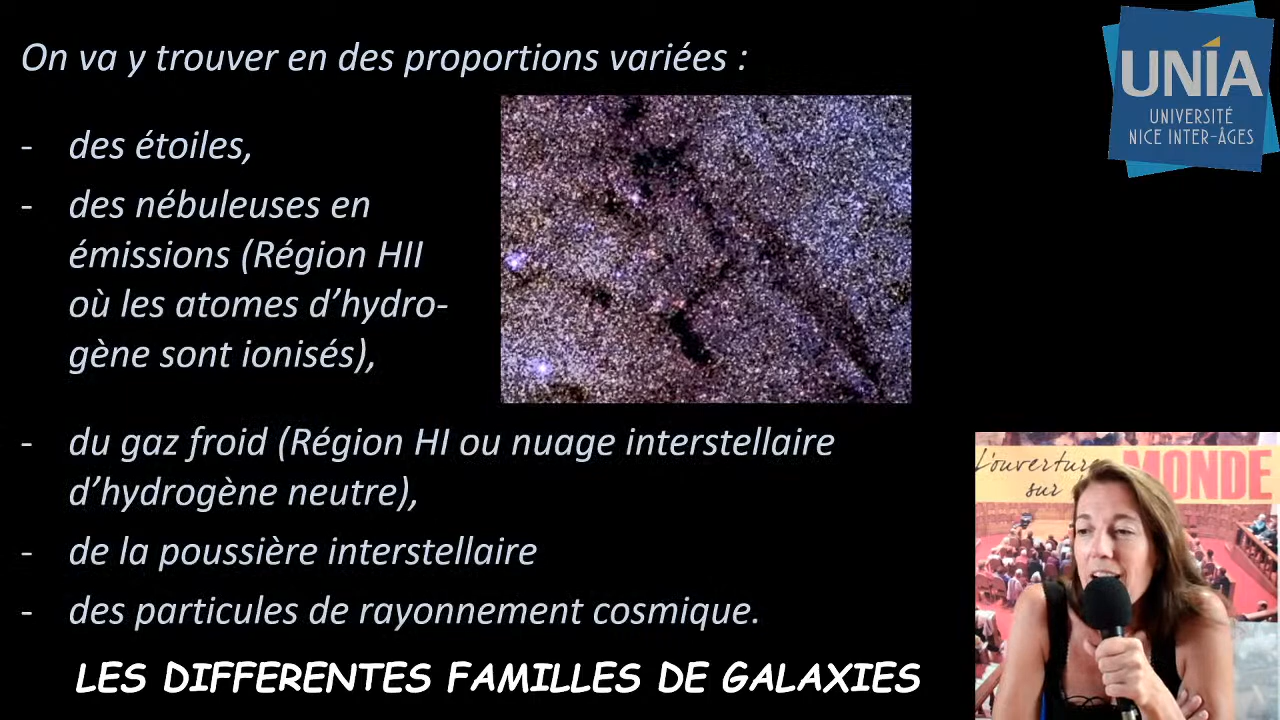 On va y trouver en des proportions variées :
- des étoiles,
- des nébuleuses en
émissions (Région HII
où les atomes d’hydro-
gène sont ionisés),
- du gaz froid (Région HI ou nuage interstellaire
d’hydrogène neutre),
- de la poussière interstellaire
- des particules de rayonnement cosmique.
LES DIFFERENTES FAMILLES DE GALAXIES
UNÍA
UNIVERSITÉ
NICE INTER-ÂGES
L'ouverture
sur
MONDE